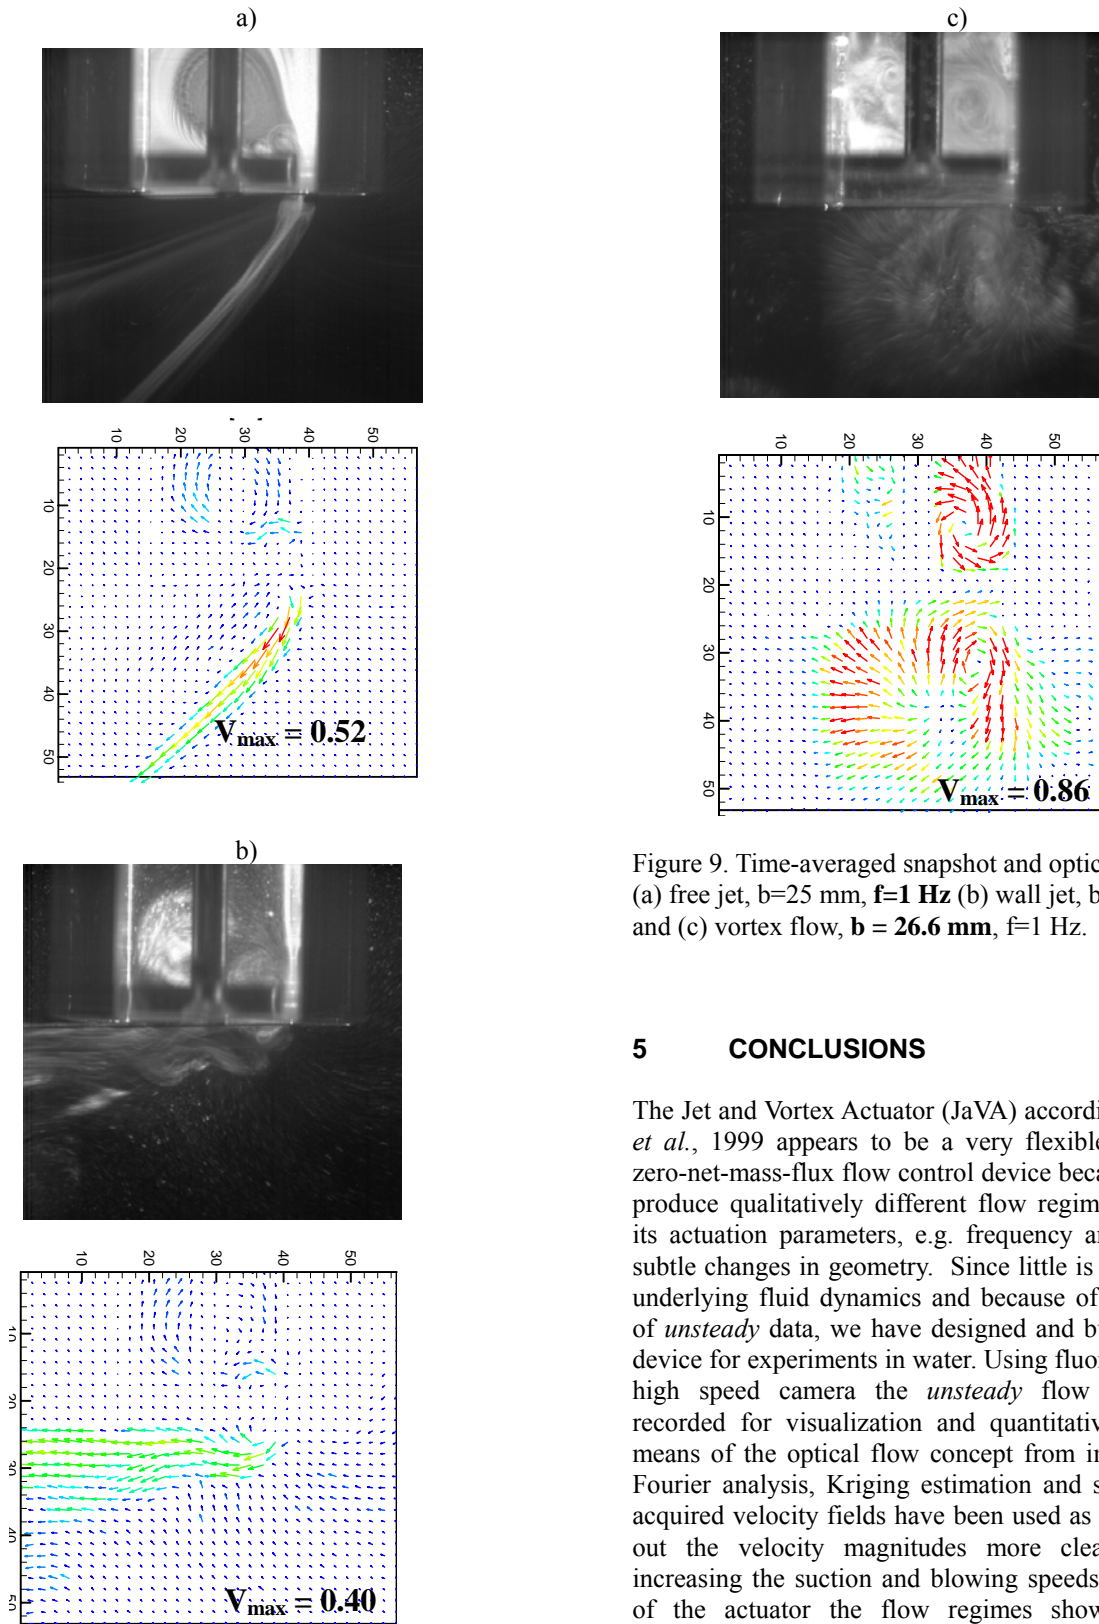 a)
10
20
30
40
50
10
20
30
40
50
Vmax = 0.52
b)
10
20
30
40
50
10
20
30
40
50
Vmax = 0.40
c)
10
20
30
40
50
10
20
30
40
50
Vmax = 0.86
Figure 9. Time-averaged snapshot and
(a) free jet, b=25 mm, f=1 Hz (b) wall jet,
and (c) vortex flow, b = 26.6 mm, f=1 Hz.
5 CONCLUSIONS
The Jet and Vortex Actuator (JaVA)
et al., 1999 appears to be a very flexible
zero-net-mass-flux flow control device
produce qualitatively different flow
its actuation parameters, e.g. frequency
subtle changes in geometry. Since little is
underlying fluid dynamics and because of
of unsteady data, we have designed and
device for experiments in water. Using
high speed camera the unsteady flow
recorded for visualization and
means of the optical flow concept from
Fourier analysis, Kriging estimation and
acquired velocity fields have been used as
out the velocity magnitudes more
increasing the suction and blowing speeds
of the actuator the flow regimes